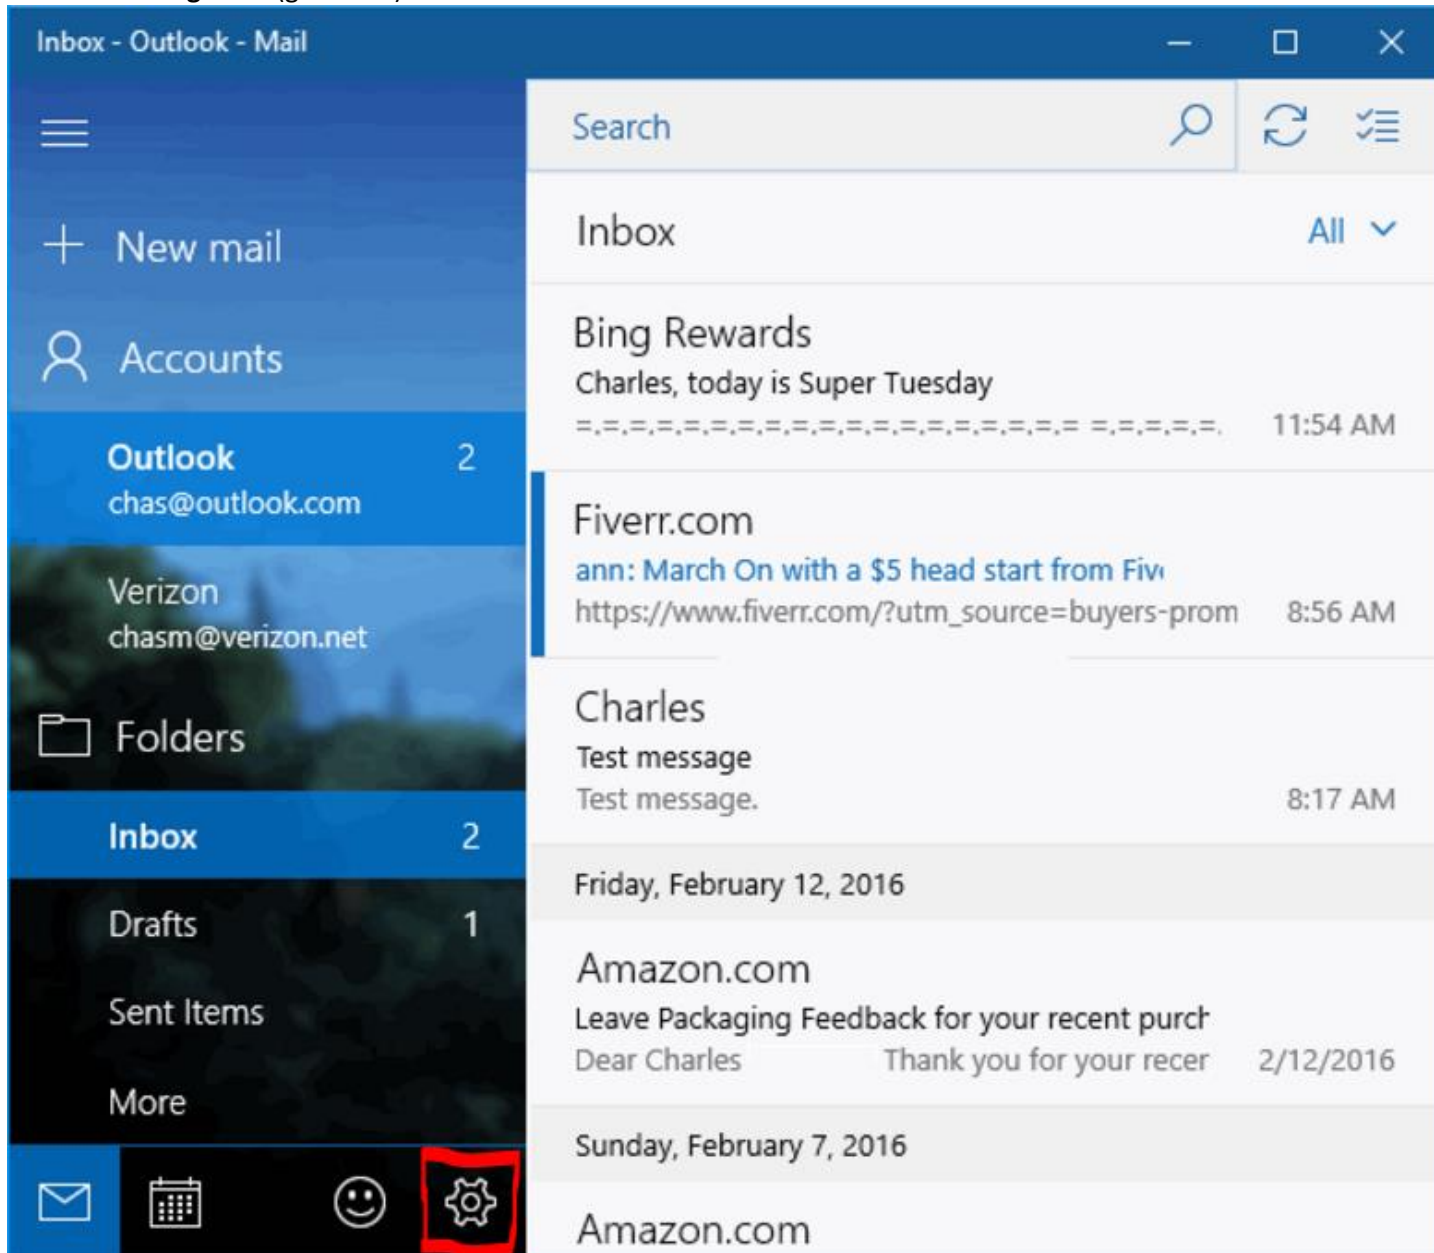 Inbox - Outlook - Mail
Search
New mail
Accounts
Outlook 2
chas@outlook.com
Verizon
chasm@verizon.net
Folders
Inbox 2
Drafts 1
Sent Items
More
Inbox All
Bing Rewards
Charles, today is Super Tuesday
=.=.=.=.=.=.=.=.=.=.=.=.=.=.=.=.=.=.= =.=.=.=.=. 11:54 AM
Fiverr.com
ann: March On with a $5 head start from Five
https://www.fiverr.com/?utm_source=buyers-prom 8:56 AM
Charles
Test message
Test message. 8:17 AM
Friday, February 12, 2016
Amazon.com
Leave Packaging Feedback for your recent purch
Dear Charles Thank you for your recer 2/12/2016
Sunday, February 7, 2016
Amazon.com